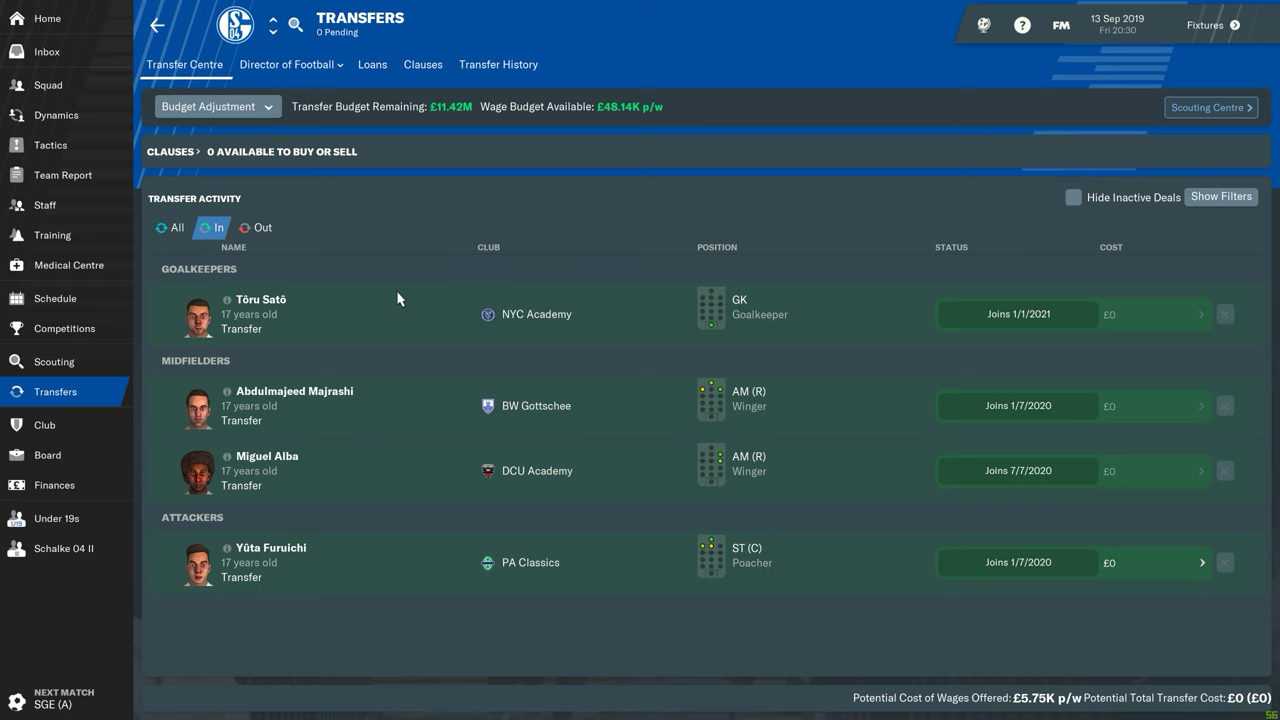 Home
Inbox
Squad
Dynamics
Tactics
Team Report
Staff
Training
Medical Centre
Schedule
Competitions
Scouting
Transfers
Club
Board
Finances
Under 19s
Schalke 04 II
NEXT MATCH
SGE (A)
TRANSFERS
0 Pending
FM
13 Sep 2019
Fri 20:30
Fixtures
Transfer Centre Director of Football Loans Clauses Transfer History
Budget Adjustment Transfer Budget Remaining: £11.42M Wage Budget Available: £48.14K p/w Scouting Centre
CLAUSES 0 AVAILABLE TO BUY OR SELL
TRANSFER ACTIVITY Hide Inactive Deals Show Filters
All In Out
NAME CLUB POSITION STATUS COST
GOALKEEPERS
Tôru Satô
17 years old
Transfer
NYC Academy
GK
Goalkeeper
Joins 1/1/2021 £0
MIDFIELDERS
Abdulmajeed Majrashi
17 years old
Transfer
BW Gottschee
AM (R)
Winger
Joins 1/7/2020 £0
Miguel Alba
17 years old
Transfer
DCU Academy
AM (R)
Winger
Joins 7/7/2020 £0
ATTACKERS
Yûta Furuichi
17 years old
Transfer
PA Classics
ST (C)
Poacher
Joins 1/7/2020 £0
Potential Cost of Wages Offered: £5.75K p/w Potential Total Transfer Cost: £0 (£0)